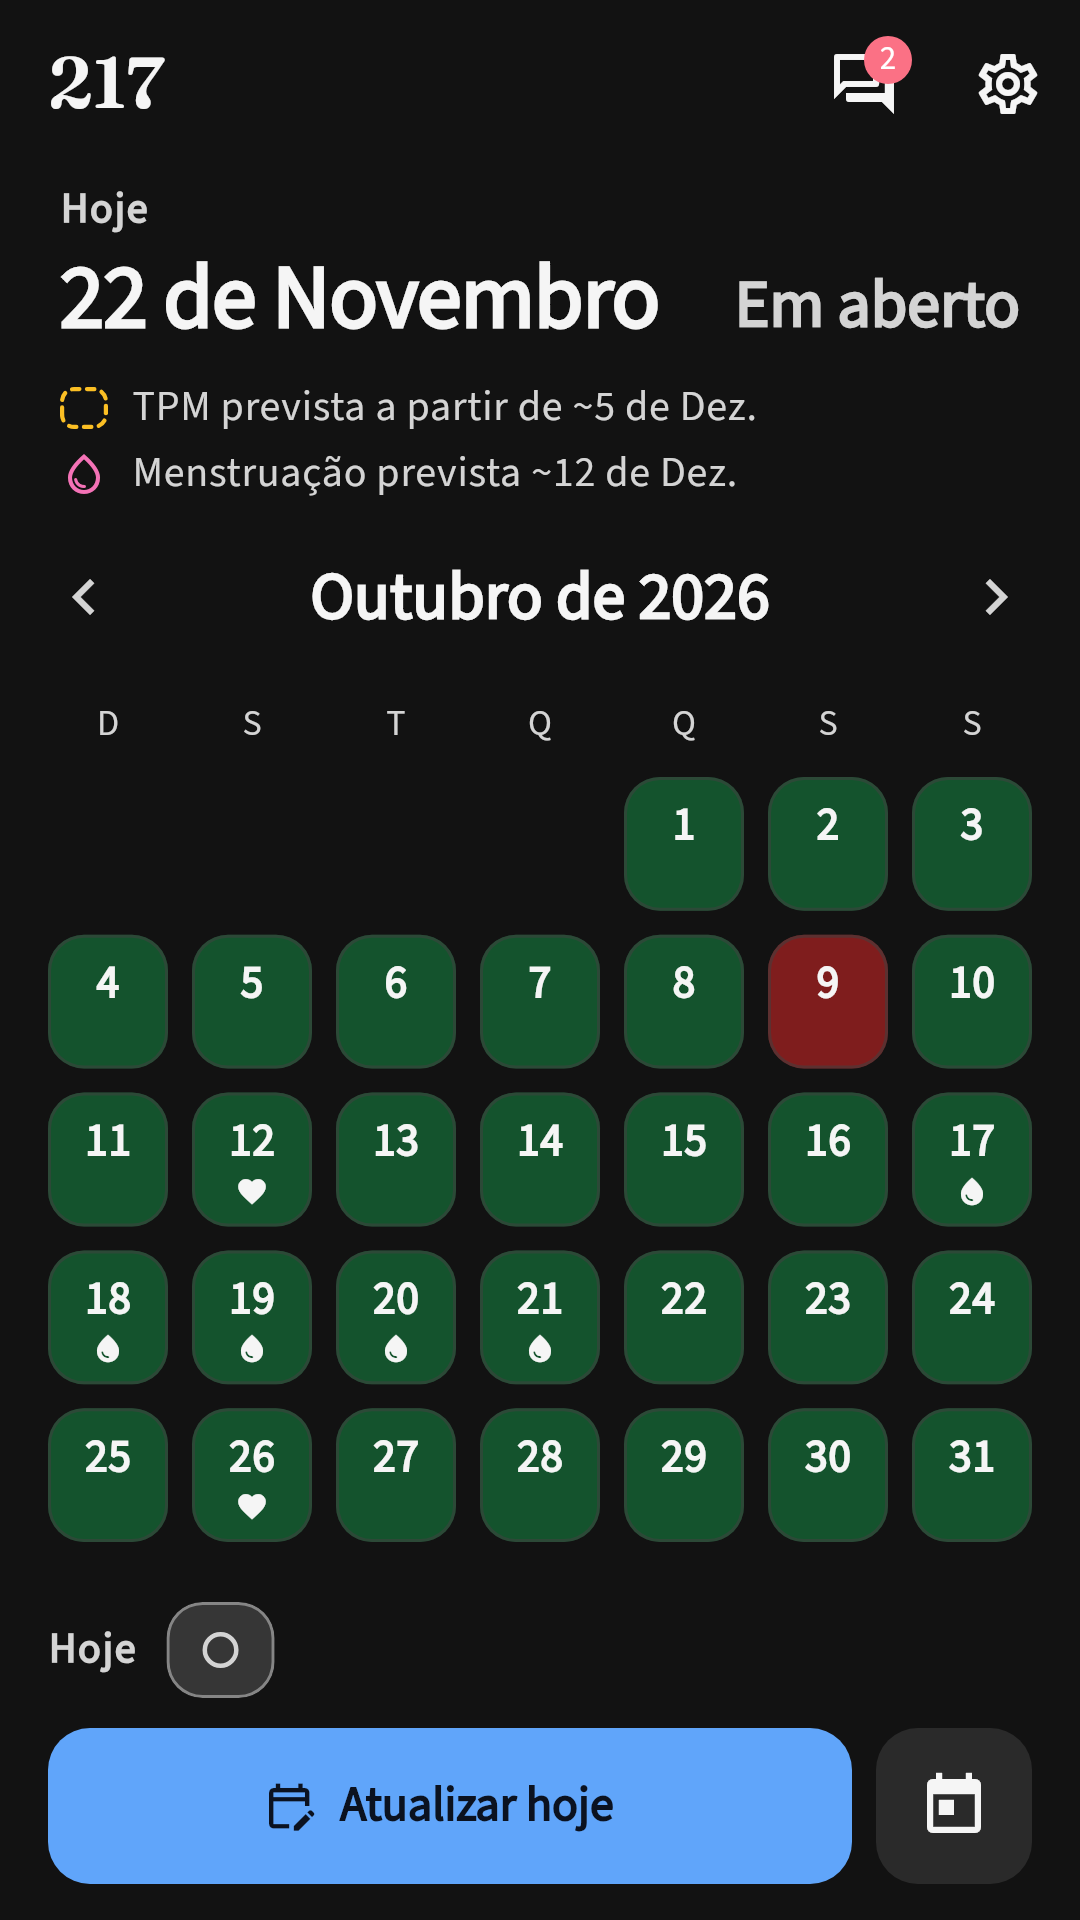 217
2
Hoje
22 de Novembro Em aberto
TPM prevista a partir de ~5 de Dez.
Menstruação prevista ~12 de Dez.
Outubro de 2026
D S T Q Q S S
1 2 3
4 5 6 7 8 9 10
11 12 13 14 15 16 17
18 19 20 21 22 23 24
25 26 27 28 29 30 31
Hoje
Atualizar hoje